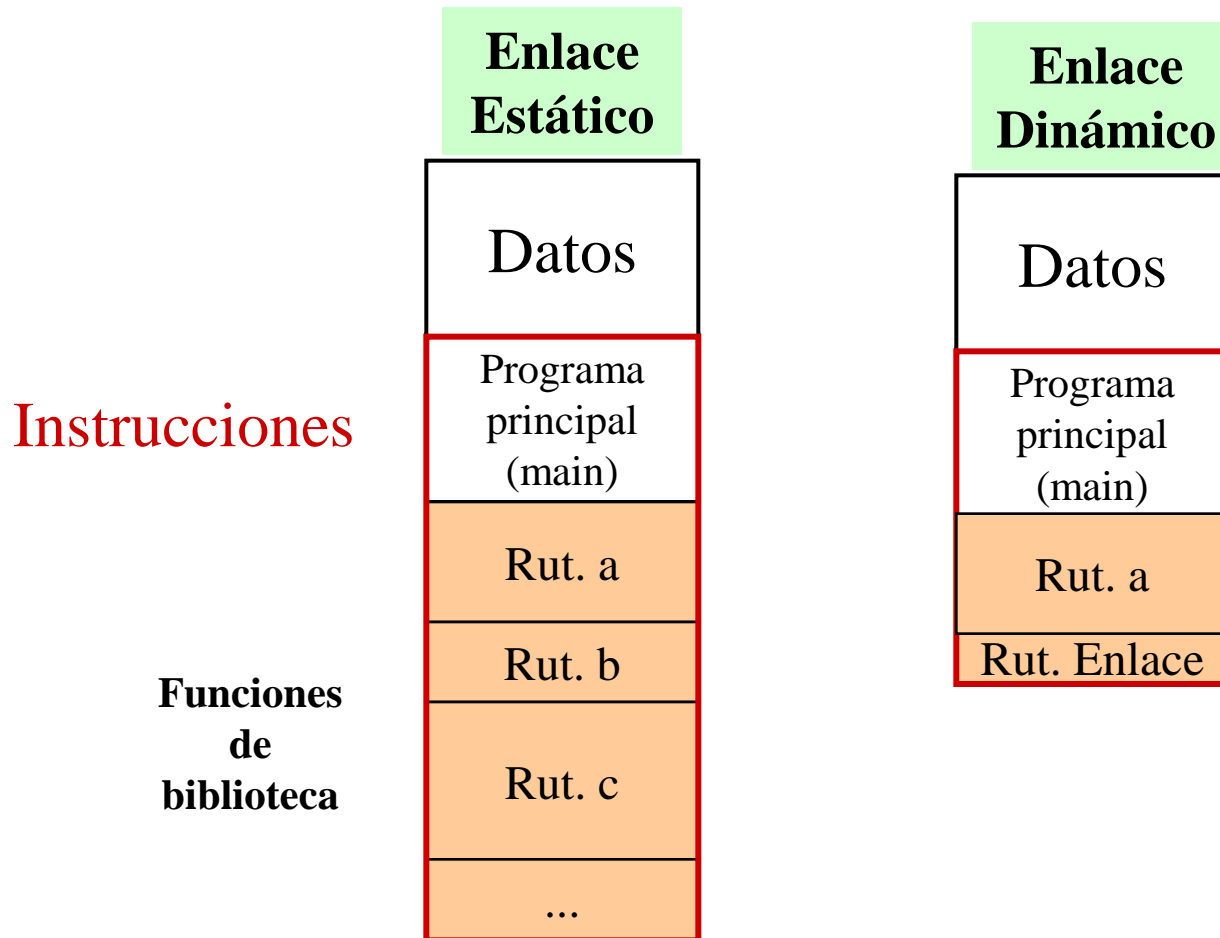 Enlace
Estático
Datos
Programa
principal
(main)
Rut. a
Rut. b
Rut. c
...
Instrucciones
Funciones
de
biblioteca
Enlace
Dinámico
Datos
Programa
principal
(main)
Rut. a
Rut. Enlace